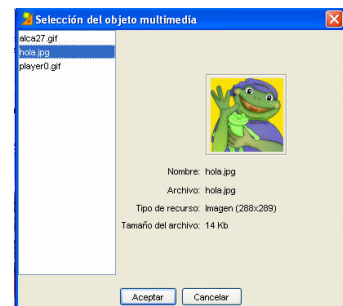 Selección del objeto multimedia
alca27.gif
hola.jpg
player0.gif
Nombre: hola.jpg
Archivo: hola.jpg
Tipo de recurso: Imagen (288x289)
Tamaño del archivo: 14 Kb
Aceptar Cancelar